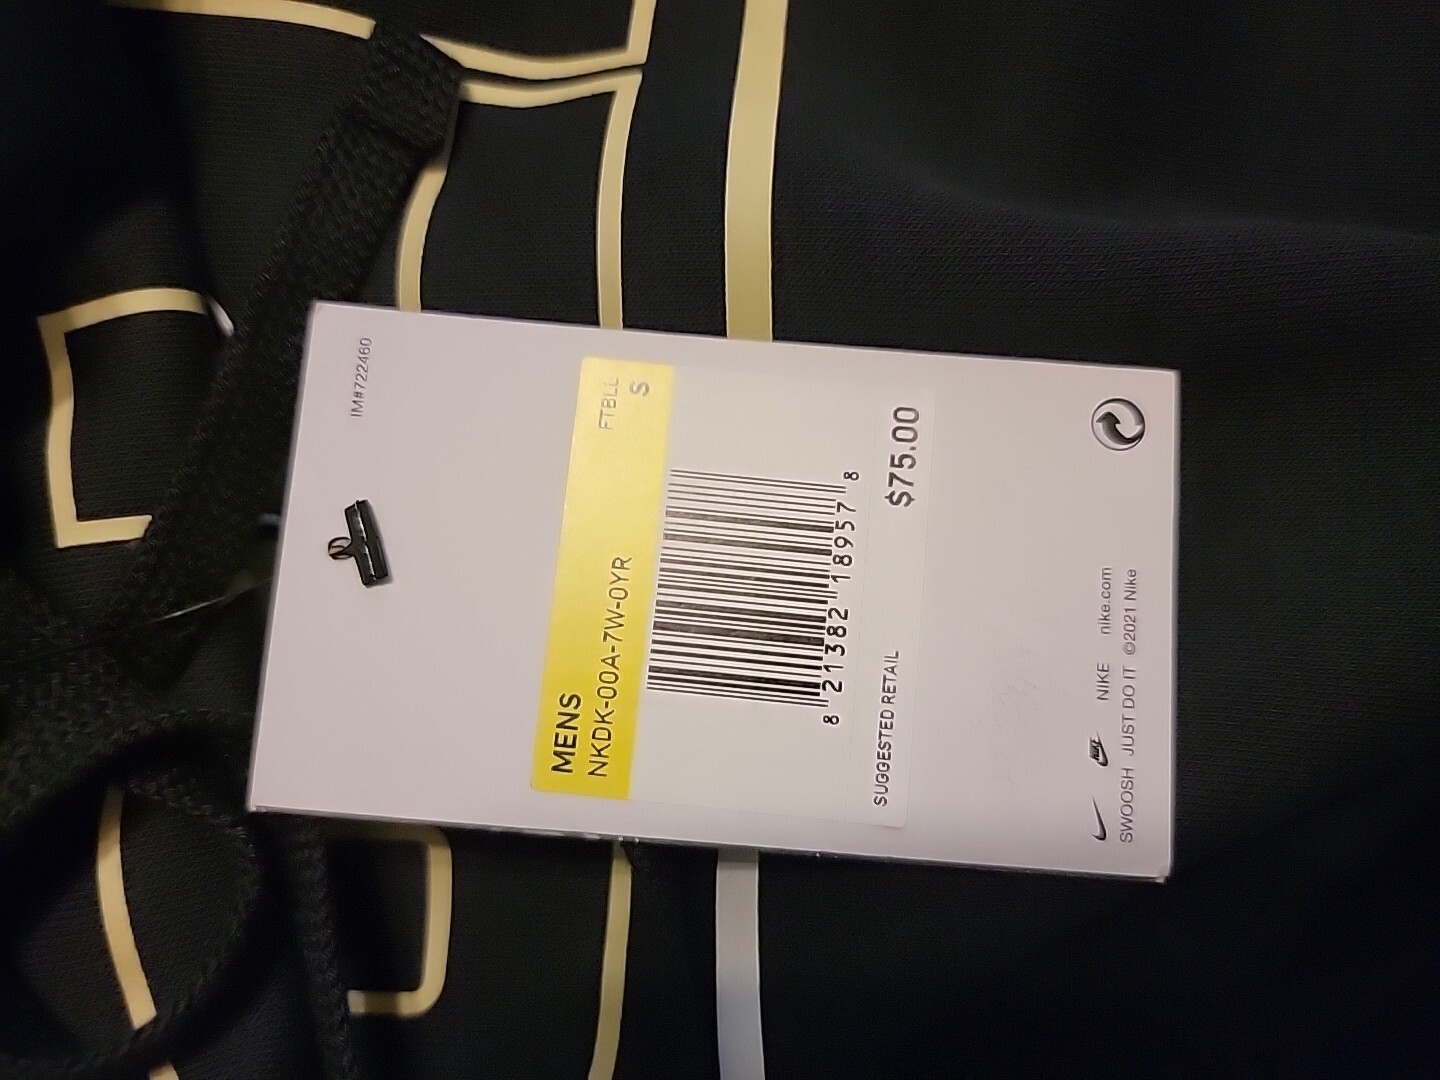 IM#722460
FTBLL
MENS S
NKDK-00A-7W-0YR
8 21382 18957 8
SUGGESTED RETAIL $75.00
NIKE nike.com
SWOOSH JUST DO IT ©2021 Nike